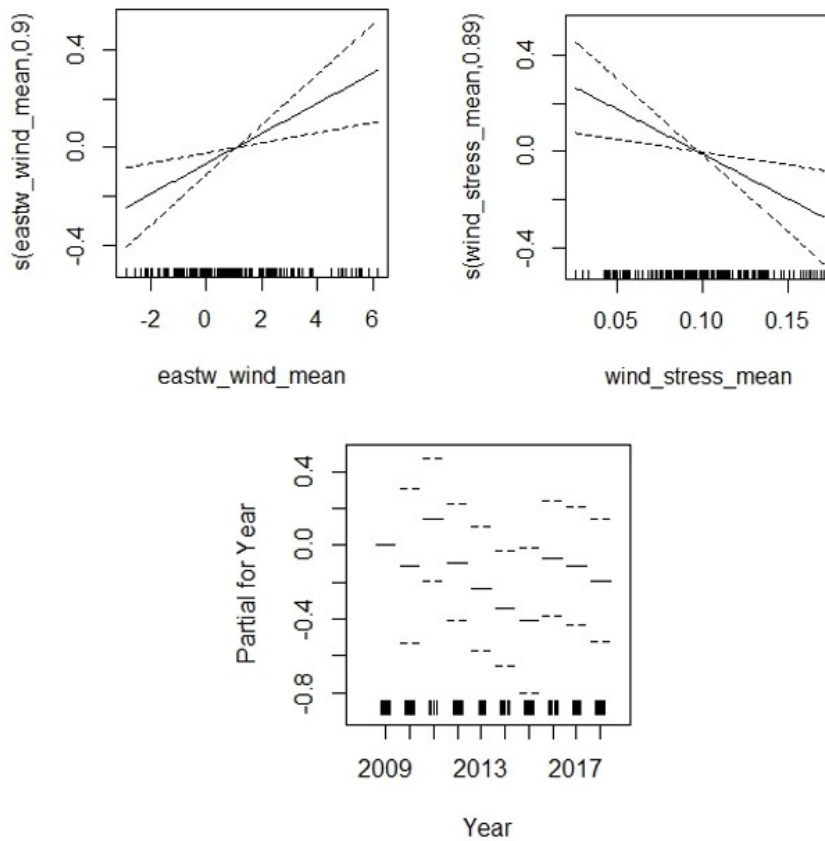 s(eastw_wind_mean,0.9)
0.4
0.0
-0.4
-2 0 2 4 6
eastw_wind_mean
s(wind_stress_mean,0.89)
0.4
0.0
-0.4
0.05 0.10 0.15
wind_stress_mean
Partial for Year
0.4
0.0
-0.4
-0.8
2009 2013 2017
Year